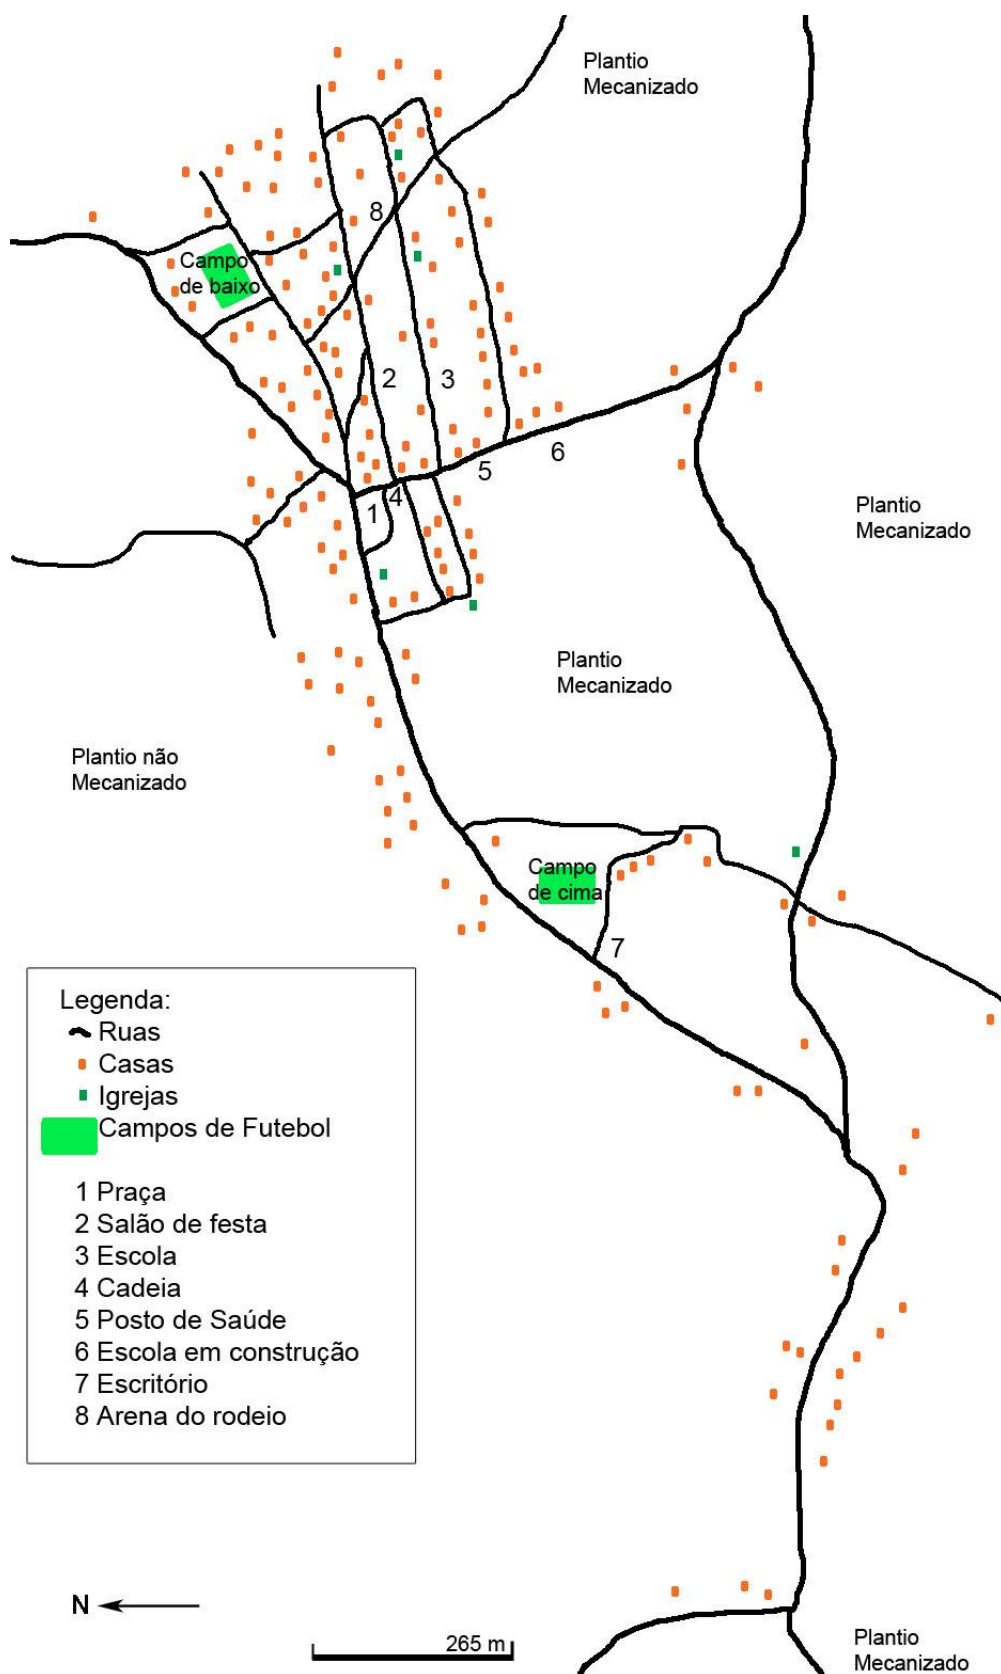 Plantio
Mecanizado
8
Campo
de baixo
2
3
6
5
4
1
Plantio
Mecanizado
Plantio
Mecanizado
Plantio não
Mecanizado
Campo
de cima
7
Legenda:
Ruas
Casas
Igrejas
Campos de Futebol
1 Praça
2 Salão de festa
3 Escola
4 Cadeia
5 Posto de Saúde
6 Escola em construção
7 Escritório
8 Arena do rodeio
N
265 m
Plantio
Mecanizado